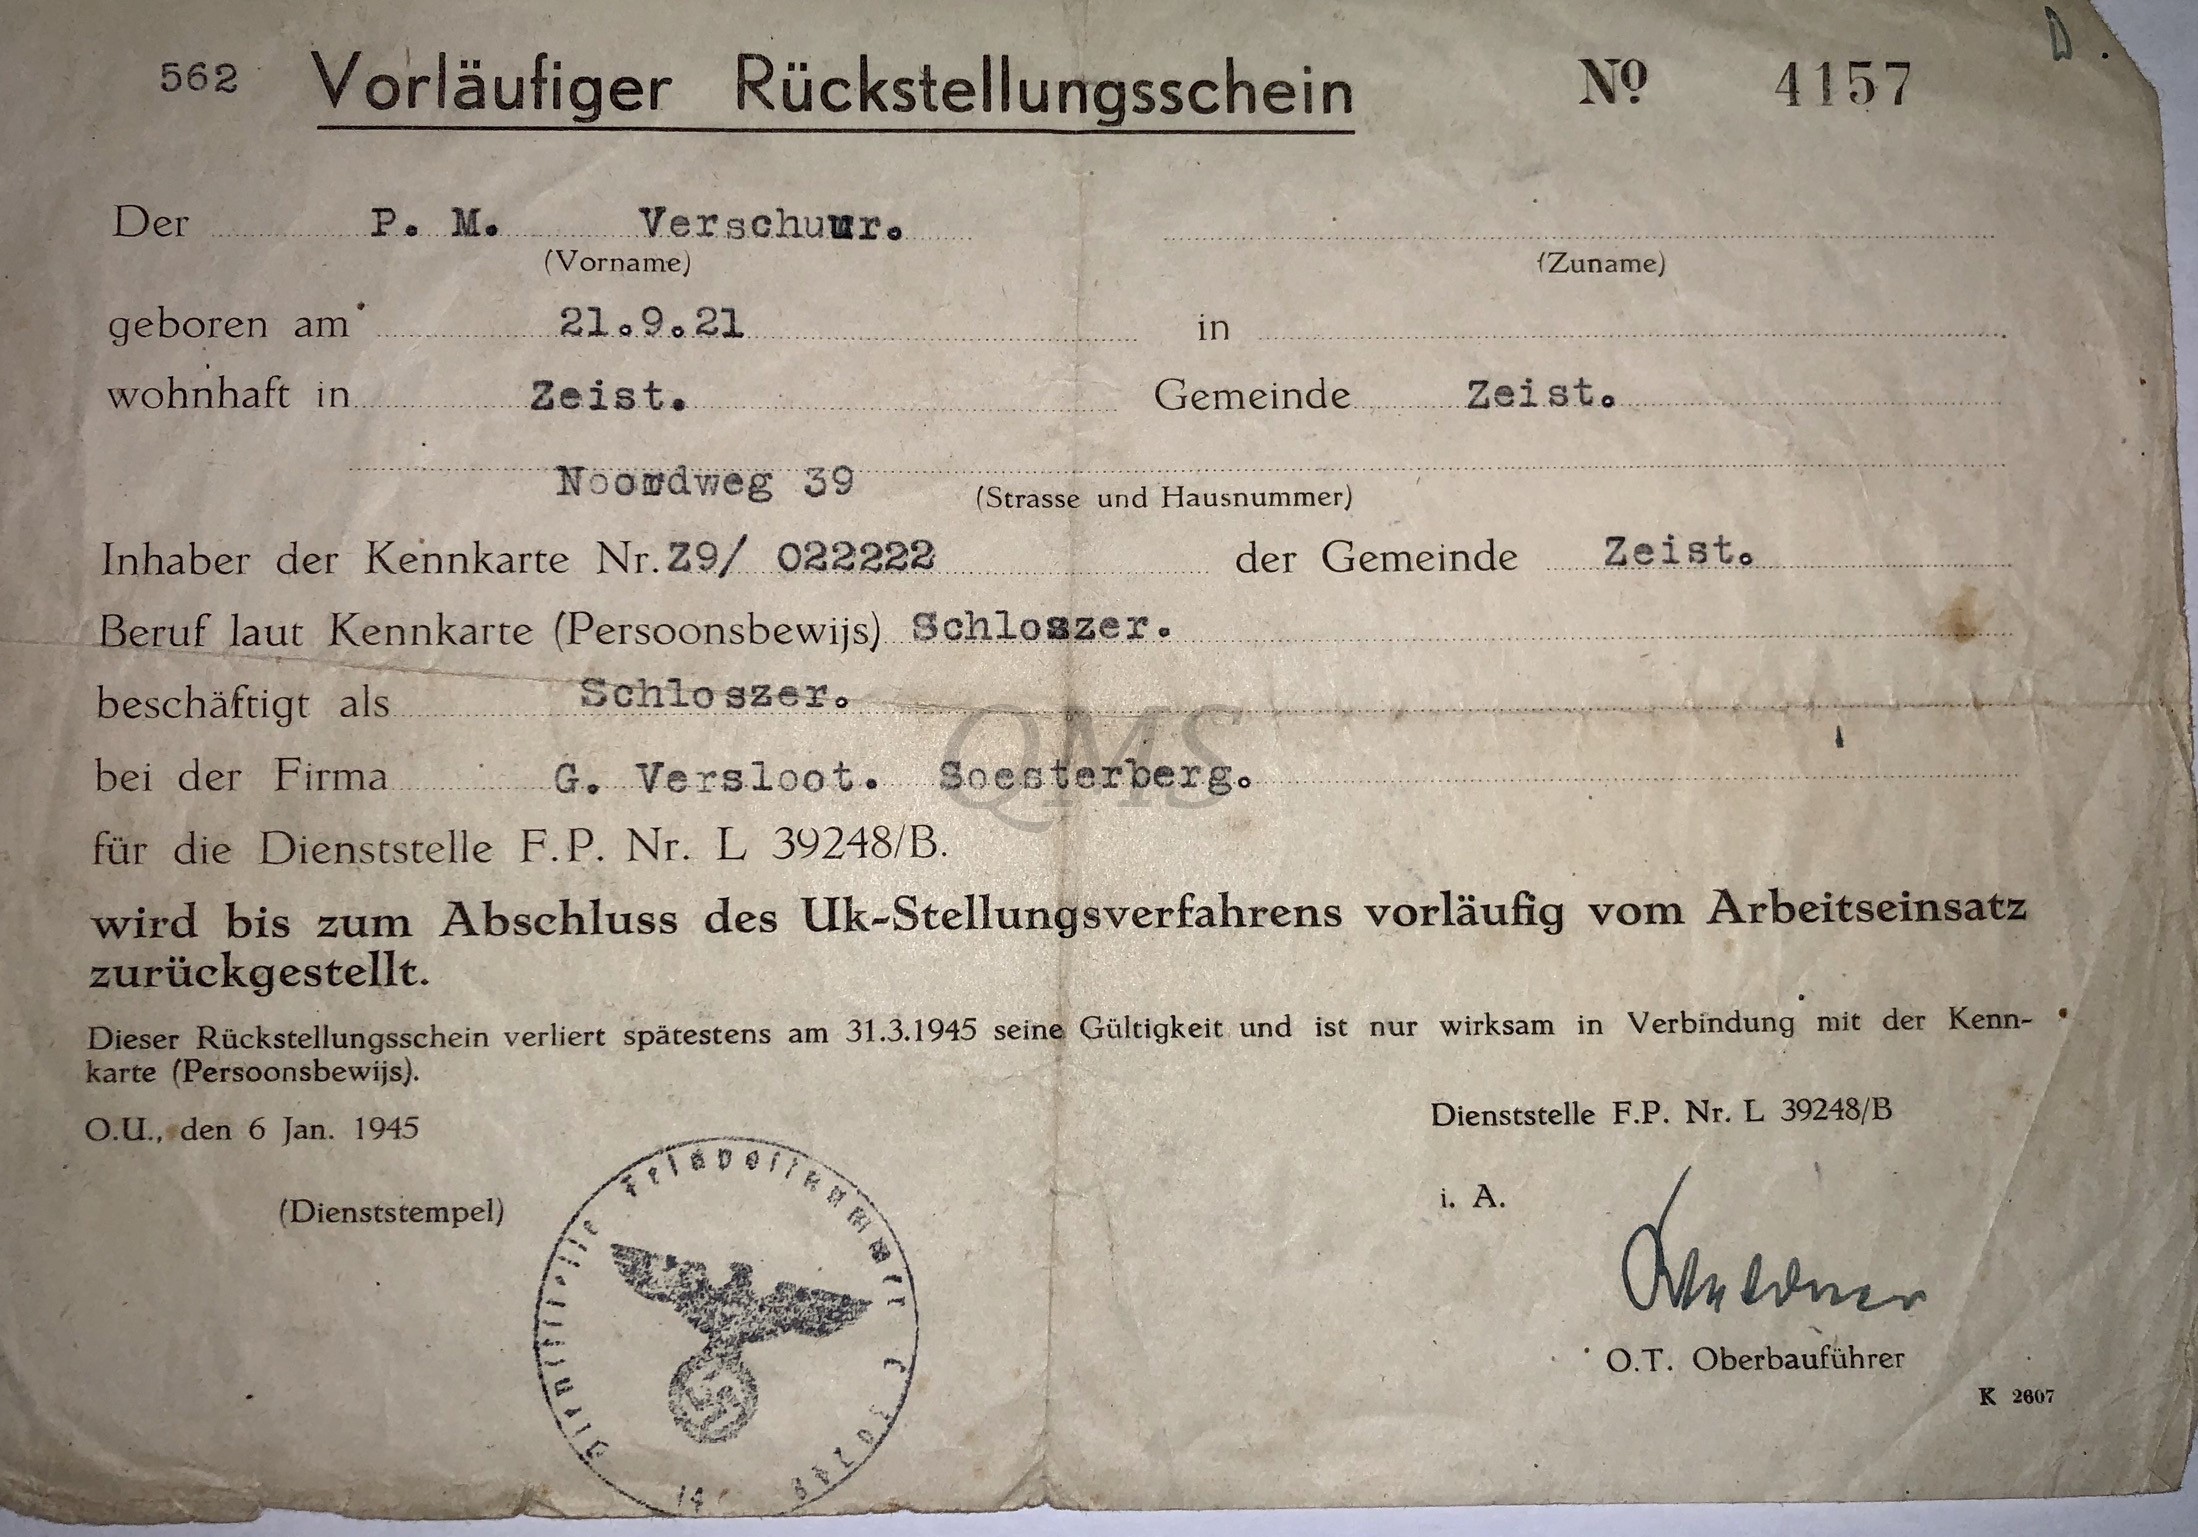 562 Vorläufiger Rückstellungsschein Nº 4157 D.
Der P. M. Verschuur.
(Vorname) (Zuname)
geboren am 21.9.21 in
wohnhaft in Zeist. Gemeinde Zeist.
Noordweg 39 (Strasse und Hausnummer)
Inhaber der Kennkarte Nr. Z9/ 022222 der Gemeinde Zeist.
Beruf laut Kennkarte (Persoonsbewijs) Schloszer.
beschäftigt als Schloszer.
bei der Firma G. Versloot. Soesterberg.
QMS
für die Dienststelle F.P. Nr. L 39248/B.
wird bis zum Abschluss des Uk-Stellungsverfahrens vorläufig vom Arbeitseinsatz
zurückgestellt.
Dieser Rückstellungsschein verliert spätestens am 31.3.1945 seine Gültigkeit und ist nur wirksam in Verbindung mit der Kenn-
karte (Persoonsbewijs).
O.U., den 6 Jan. 1945
Dienststelle F.P. Nr. L 39248/B
(Dienststempel)
i. A.
Dienststelle Feldpostnummer
O.T. Oberbauführer
K 2607